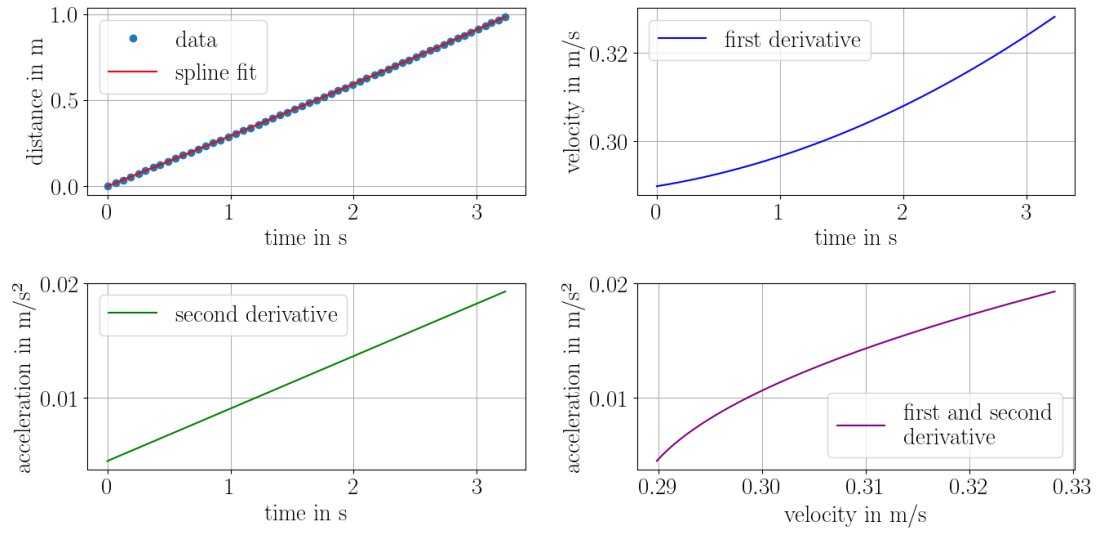 1.0
0.5
0.0
distance in m
data
spline fit
0
1
2
3
time in s
0.32
0.30
velocity in m/s
first derivative
0
1
2
3
time in s
0.02
0.01
acceleration in m/s²
second derivative
0
1
2
3
time in s
0.02
0.01
acceleration in m/s²
first and second
derivative
0.29
0.30
0.31
0.32
0.33
velocity in m/s